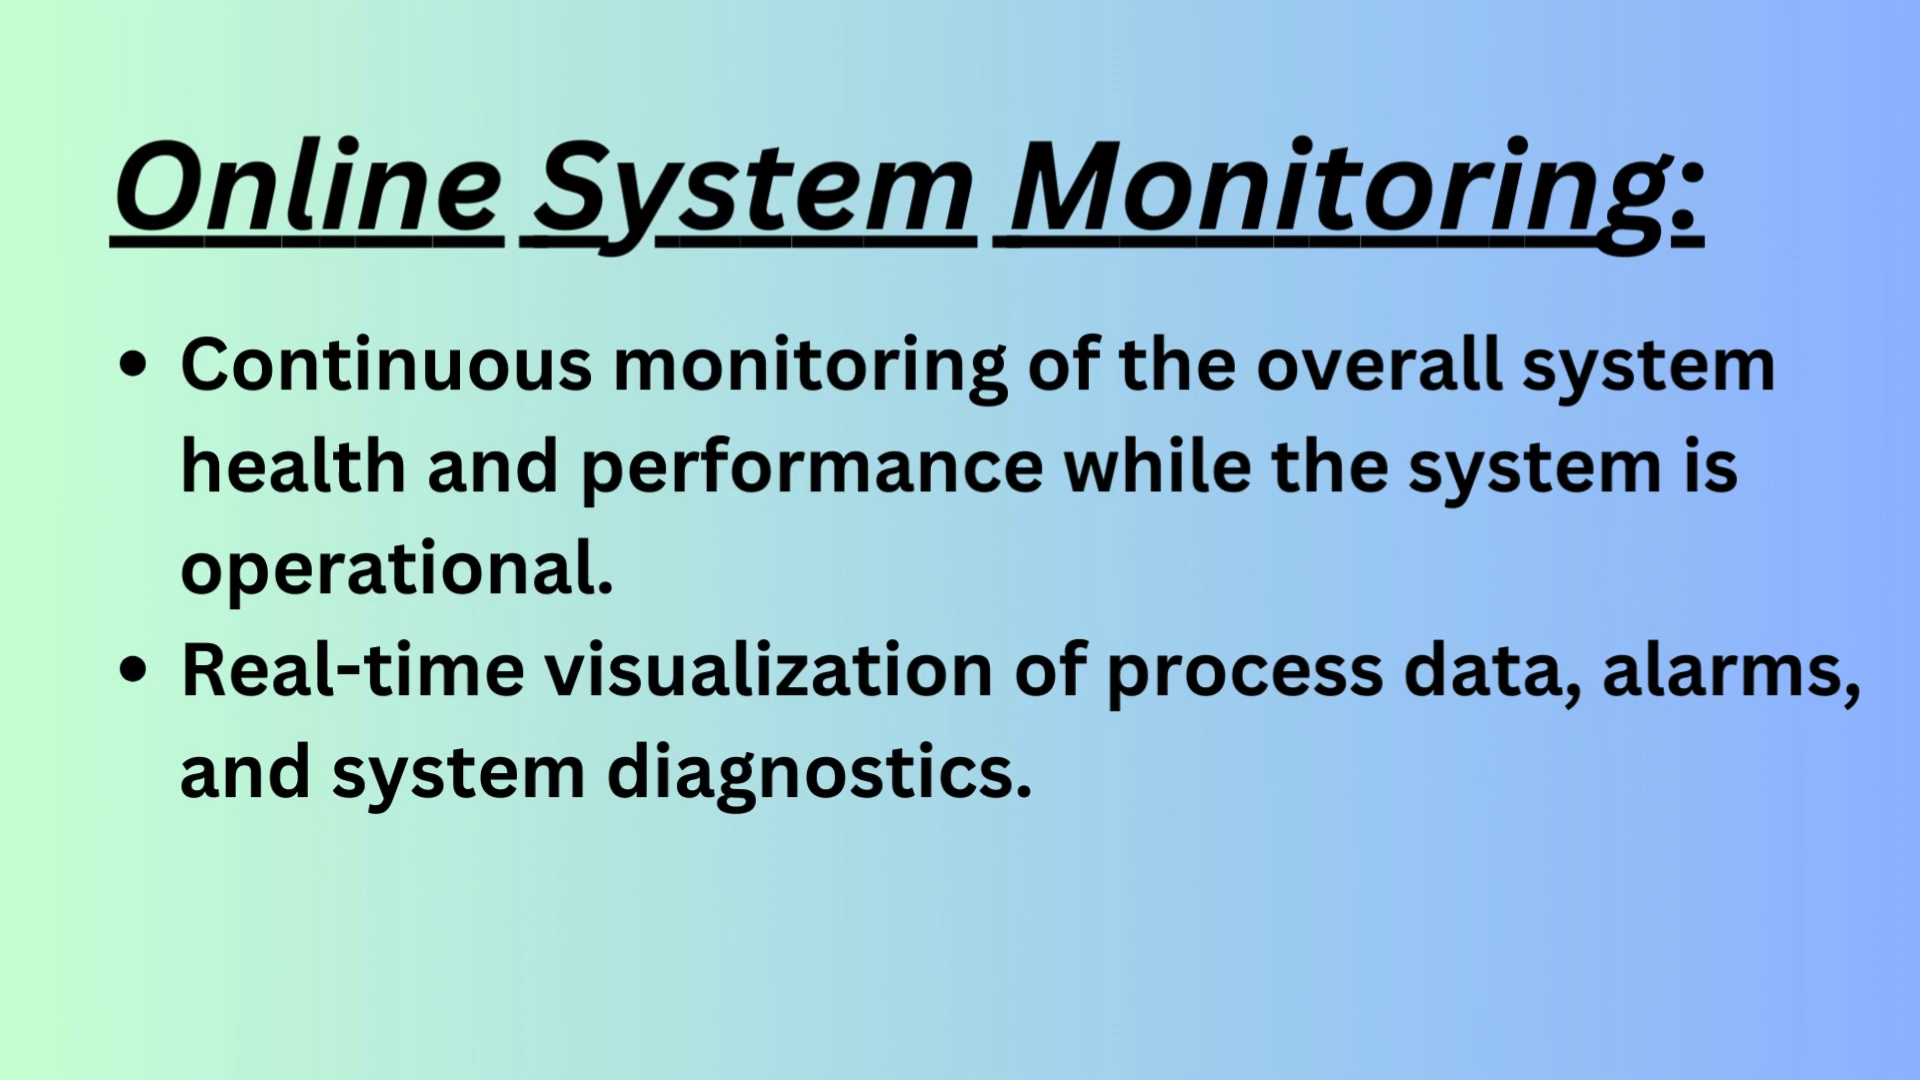 Online System Monitoring:
• Continuous monitoring of the overall system
health and performance while the system is
operational.
• Real-time visualization of process data, alarms,
and system diagnostics.